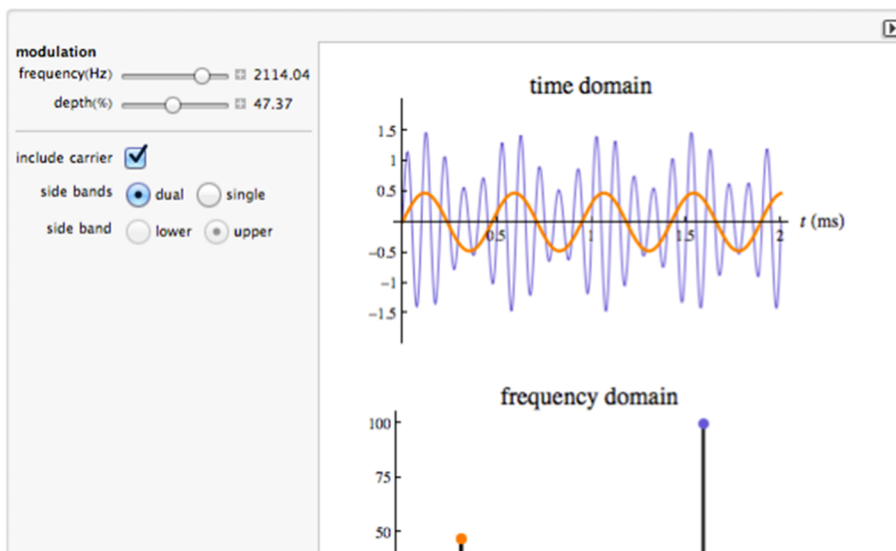 modulation
frequency(Hz) 2114.04
depth(%) 47.37
include carrier
side bands dual single
side band lower upper
time domain
1.5
1
0.5
−0.5
−1
−1.5
0.5 1 1.5 2 t (ms)
frequency domain
100
75
50